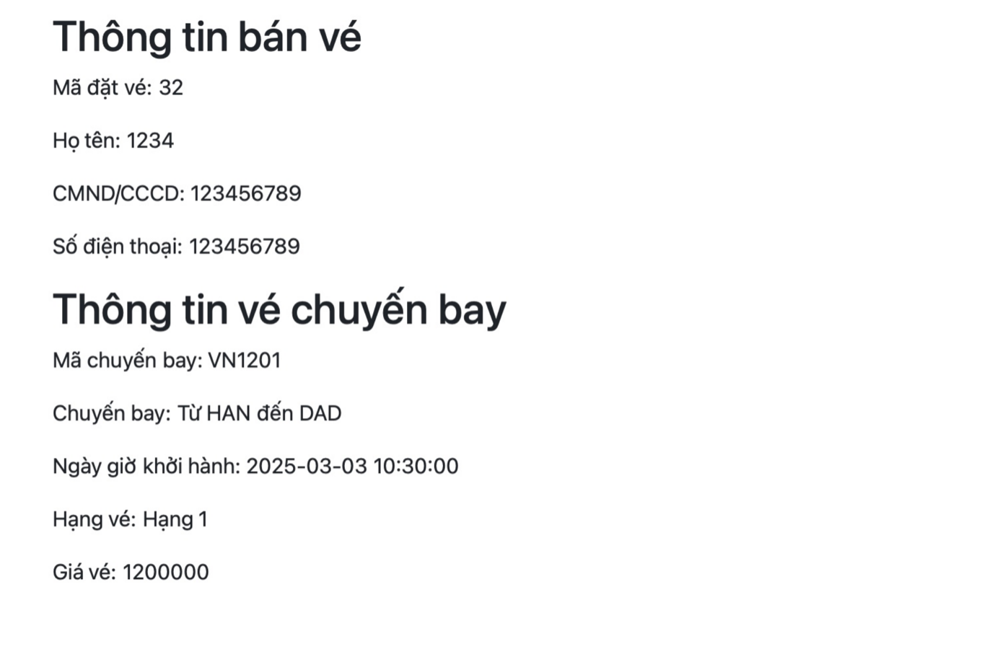 Thông tin bán vé
Mã đặt vé: 32
Họ tên: 1234
CMND/CCCD: 123456789
Số điện thoại: 123456789
Thông tin vé chuyến bay
Mã chuyến bay: VN1201
Chuyến bay: Từ HAN đến DAD
Ngày giờ khởi hành: 2025-03-03 10:30:00
Hạng vé: Hạng 1
Giá vé: 1200000